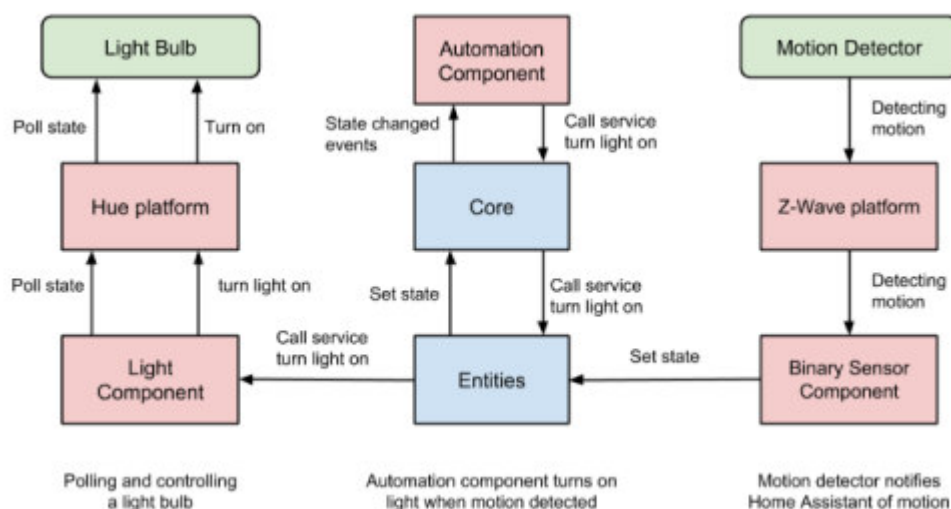 Light Bulb
Automation
Component
Motion Detector
Poll state
Turn on
State changed
events
Call service
turn light on
Detecting
motion
Hue platform
Core
Z-Wave platform
Poll state
turn light on
Set state
Call service
turn light on
Detecting
motion
Call service
turn light on
Set state
Light
Component
Entities
Binary Sensor
Component
Polling and controlling
a light bulb
Automation component turns on
light when motion detected
Motion detector notifies
Home Assistant of motion